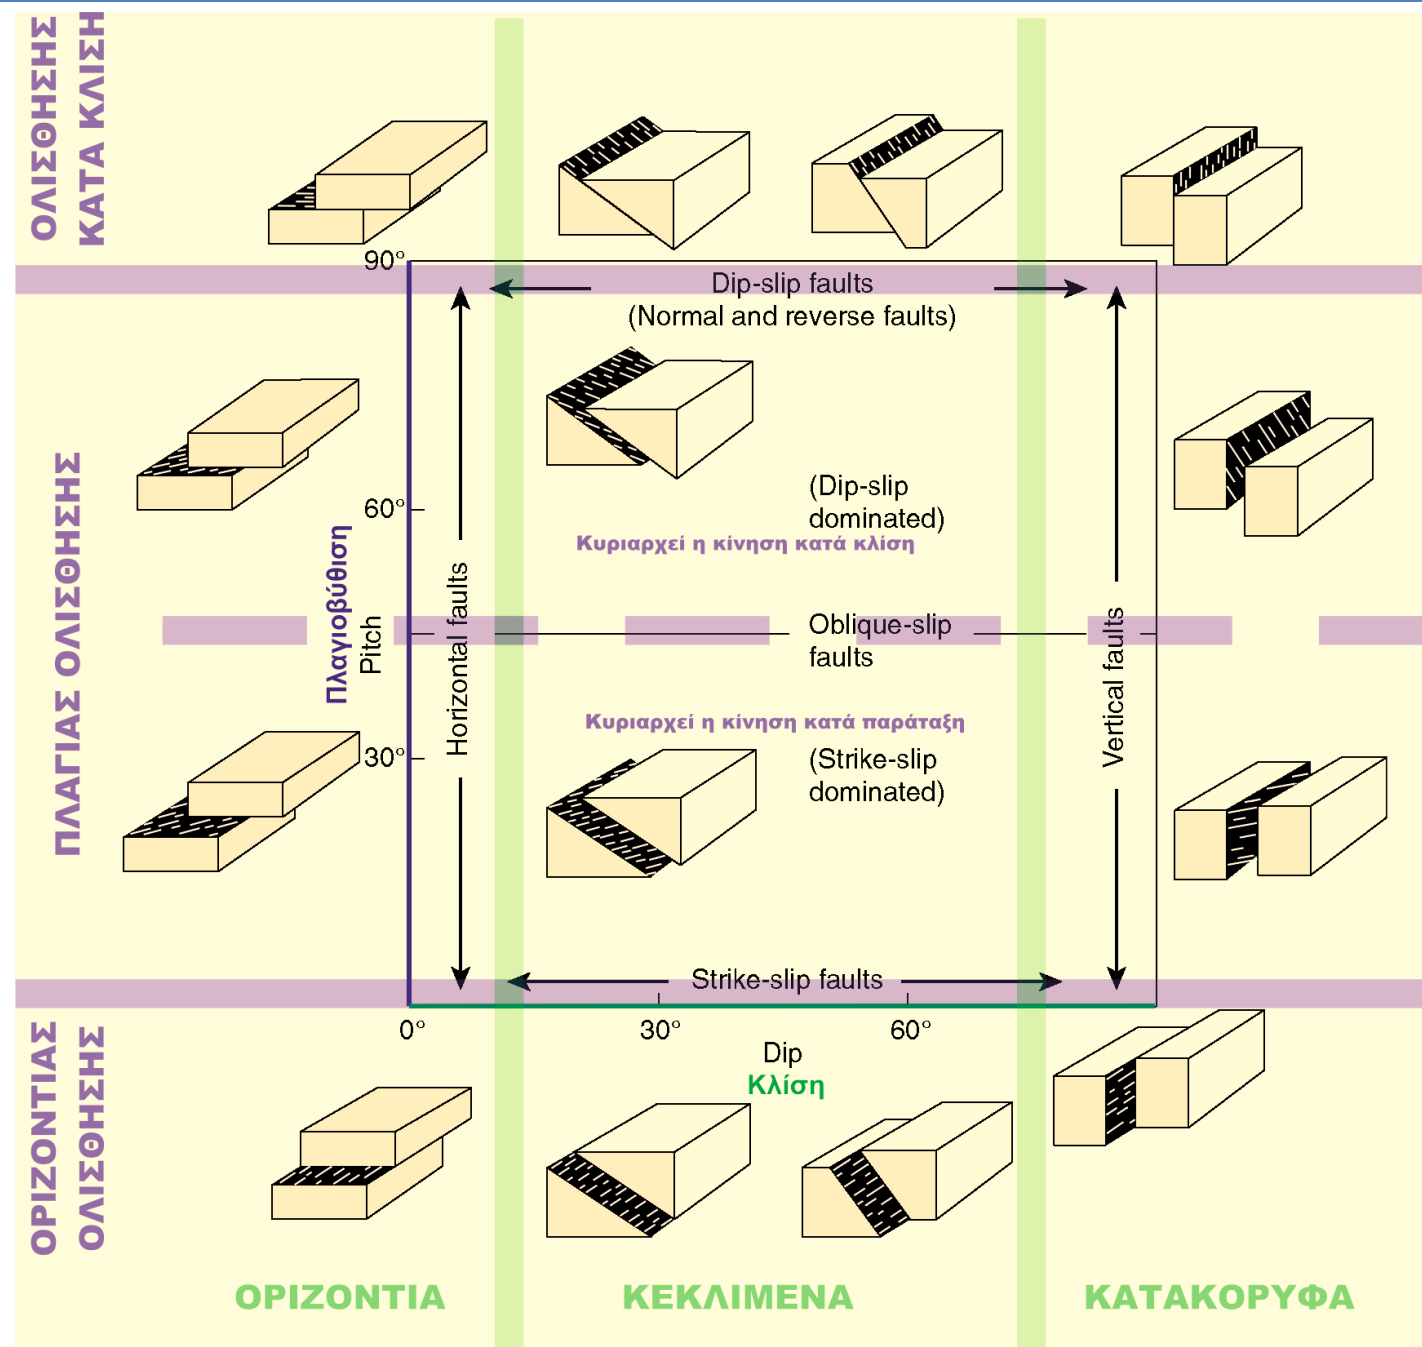 ΟΛΙΣΘΗΣΗΣ
ΚΑΤΑ ΚΛΙΣΗ
90°
Dip-slip faults
(Normal and reverse faults)
(Dip-slip
dominated)
60°
Κυριαρχεί η κίνηση κατά κλίση
ΠΛΑΓΙΑΣ ΟΛΙΣΘΗΣΗΣ
Πλαγιοβύθιση
Pitch
Horizontal faults
Oblique-slip
faults
Vertical faults
Κυριαρχεί η κίνηση κατά παράταξη
30°
(Strike-slip
dominated)
Strike-slip faults
0°
30°
60°
Dip
Κλίση
ΟΡΙΖΟΝΤΙΑΣ
ΟΛΙΣΘΗΣΗΣ
ΟΡΙΖΟΝΤΙΑ
ΚΕΚΛΙΜΕΝΑ
ΚΑΤΑΚΟΡΥΦΑ